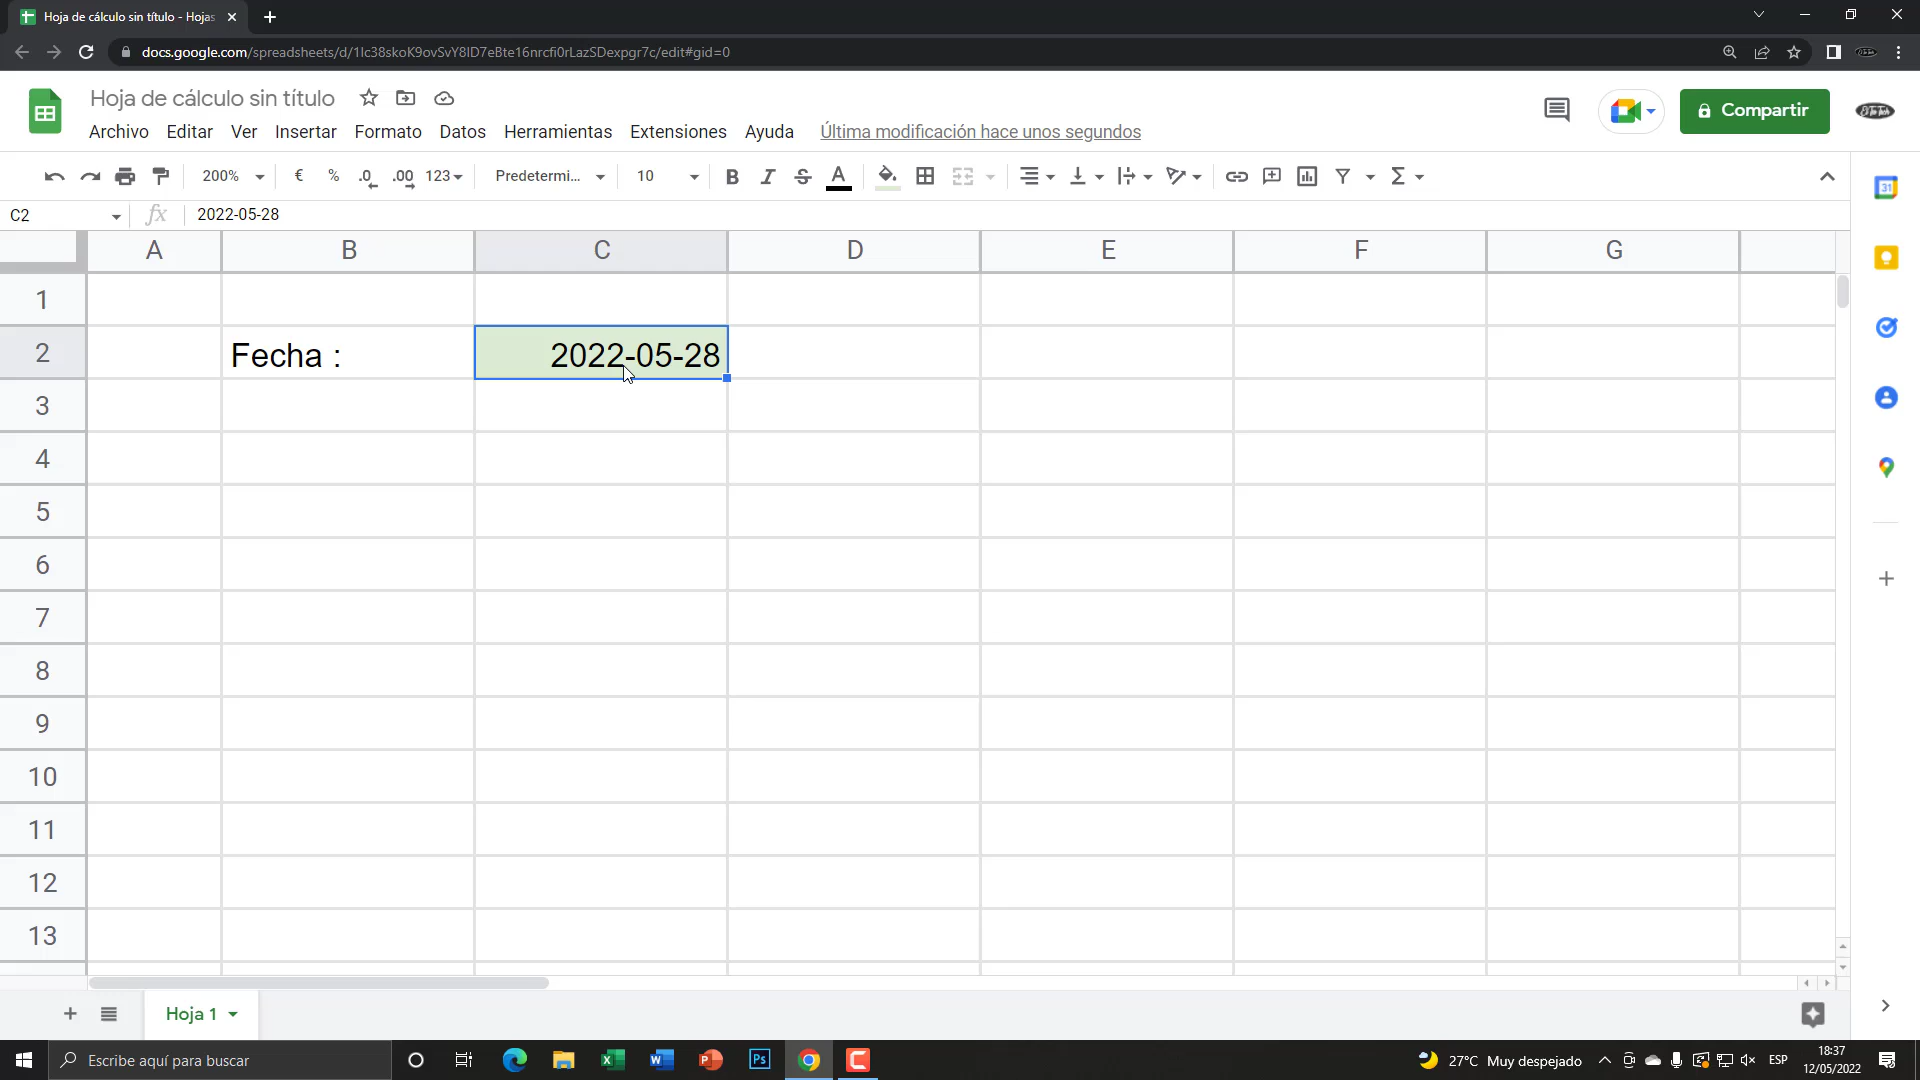 Hoja de cálculo sin título - Hojas
docs.google.com/spreadsheets/d/1Ic38skoK9ovSvY8ID7eBte16nrcfi0rLazSDexpgr7c/edit#gid=0
Hoja de cálculo sin título
Archivo Editar Ver Insertar Formato Datos Herramientas Extensiones Ayuda Última modificación hace unos segundos
Compartir
200% € % .0 .00 123 Predetermi... 10 B I S A
31
C2 fx 2022-05-28
A B C D E F G
1
2 Fecha : 2022-05-28
3
4
5
6
7
8
9
10
11
12
13
Hoja 1
Escribe aquí para buscar
27°C Muy despejado
ESP
18:37
12/05/2022